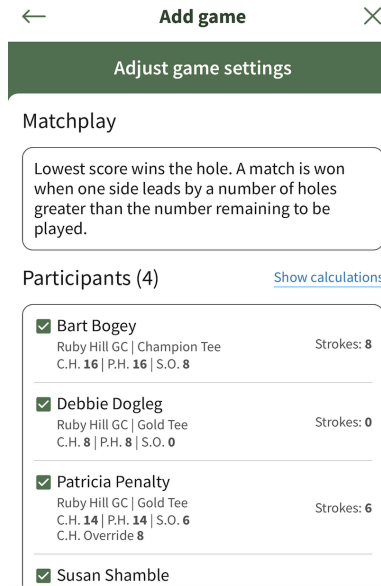 Add game
Adjust game settings
Matchplay
Lowest score wins the hole. A match is won
when one side leads by a number of holes
greater than the number remaining to be
played.
Participants (4)
Show calculations
Bart Bogey
Ruby Hill GC | Champion Tee
C.H. 16 | P.H. 16 | S.O. 8
Strokes: 8
Debbie Dogleg
Ruby Hill GC | Gold Tee
C.H. 8 | P.H. 8 | S.O. 0
Strokes: 0
Patricia Penalty
Ruby Hill GC | Gold Tee
C.H. 14 | P.H. 14 | S.O. 6
C.H. Override 8
Strokes: 6
Susan Shamble